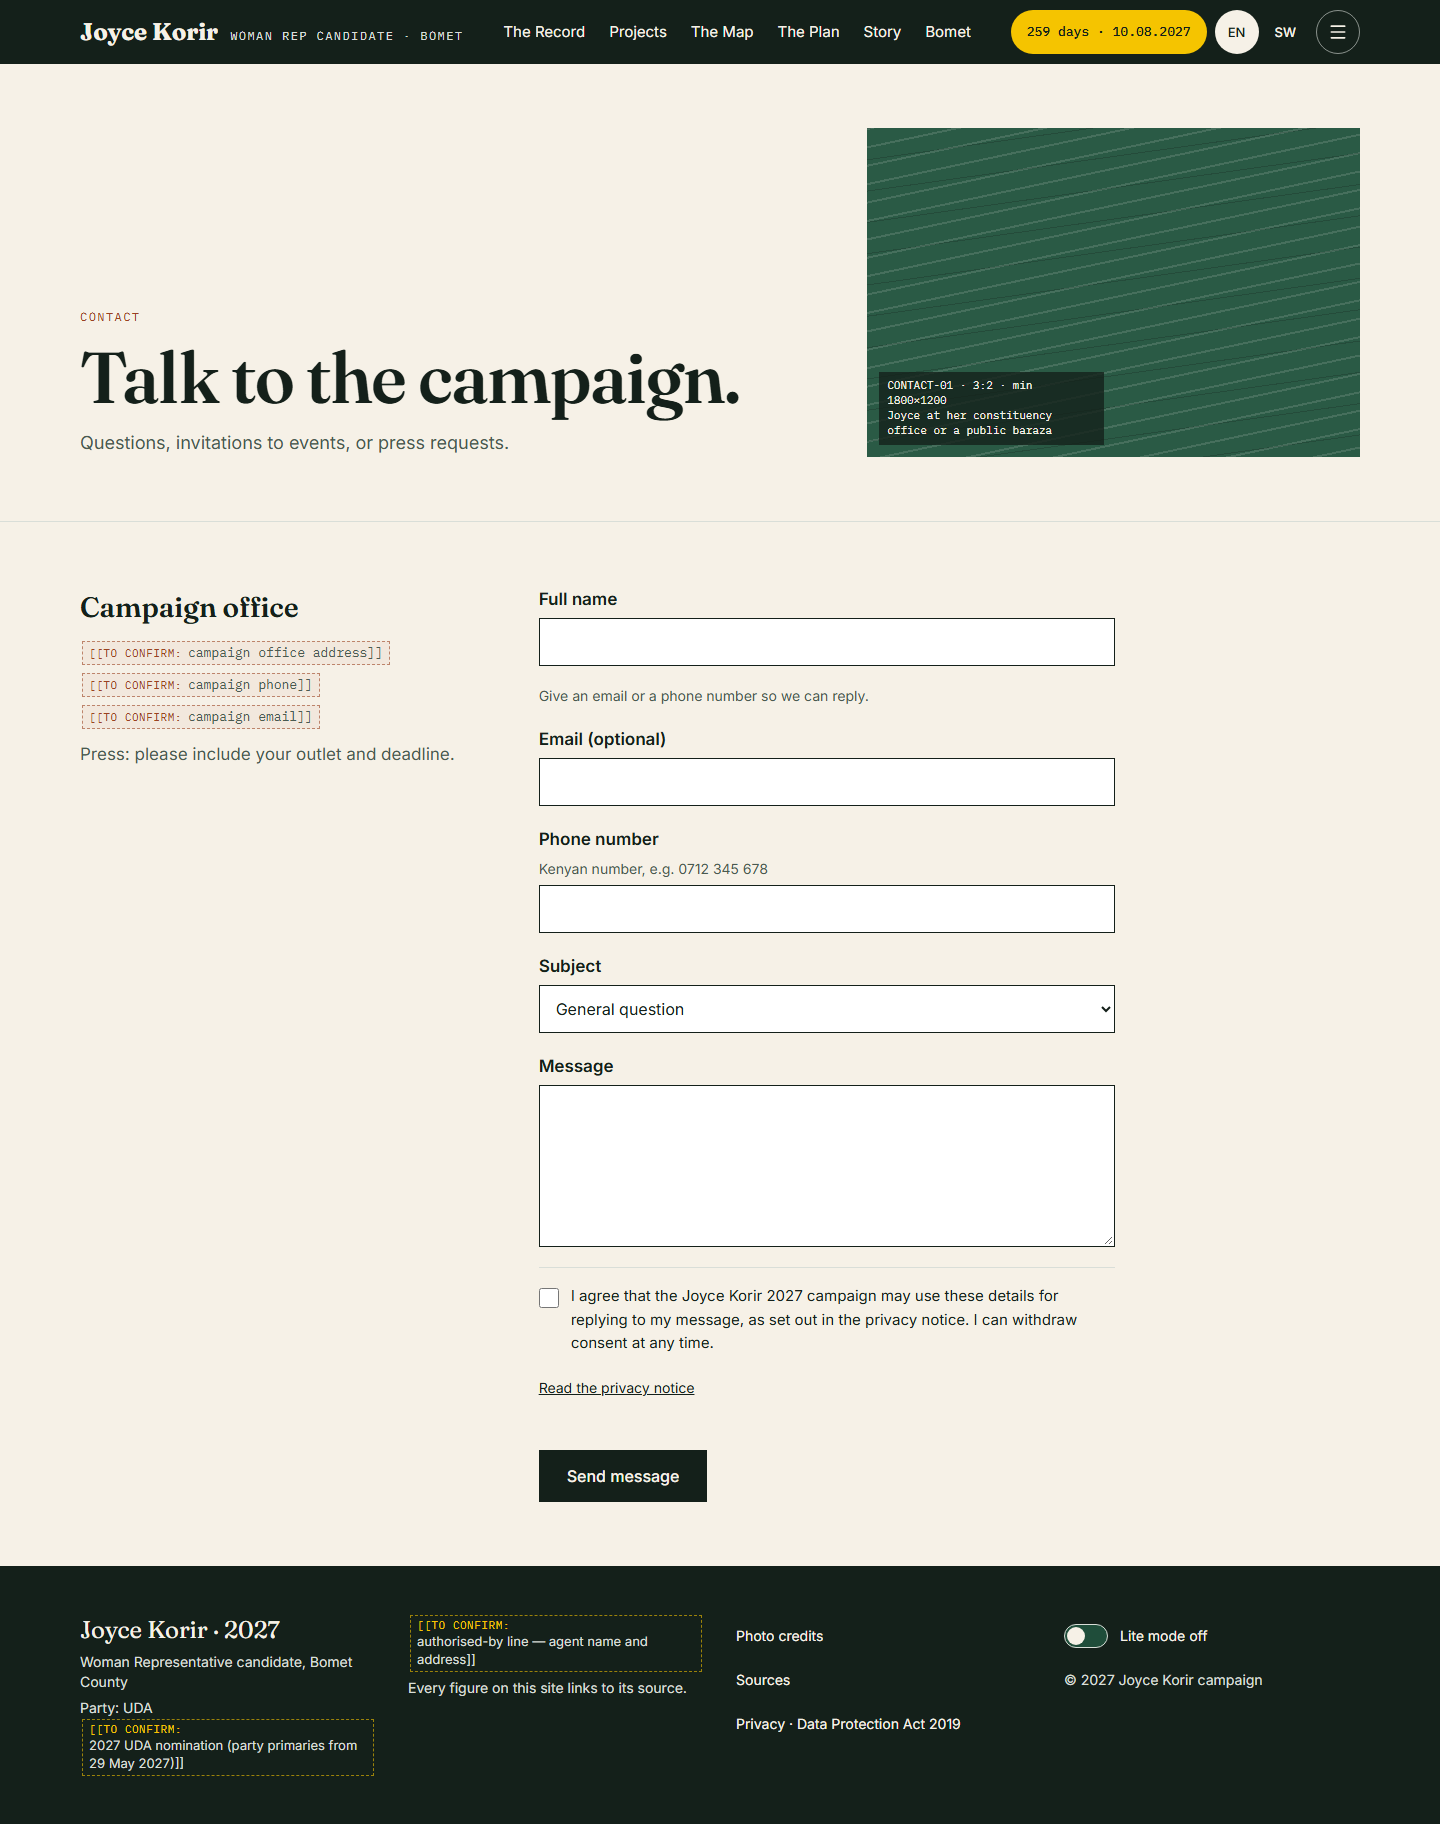 Joyce Korir WOMAN REP CANDIDATE - BOMET The Record Projects The Map The Plan Story Bomet 259 days · 10.08.2027 EN SW
CONTACT
Talk to the campaign.
Questions, invitations to events, or press requests.
CONTACT-01 · 3:2 · min
1800×1200
Joyce at her constituency
office or a public baraza
Campaign office
[[TO CONFIRM: campaign office address]]
[[TO CONFIRM: campaign phone]]
[[TO CONFIRM: campaign email]]
Press: please include your outlet and deadline.
Full name
Give an email or a phone number so we can reply.
Email (optional)
Phone number
Kenyan number, e.g. 0712 345 678
Subject
General question
Message
I agree that the Joyce Korir 2027 campaign may use these details for
replying to my message, as set out in the privacy notice. I can withdraw
consent at any time.
Read the privacy notice
Send message
Joyce Korir · 2027
Woman Representative candidate, Bomet
County
Party: UDA
[[TO CONFIRM:
2027 UDA nomination (party primaries from
29 May 2027)]]
[[TO CONFIRM:
authorised-by line — agent name and
address]]
Every figure on this site links to its source.
Photo credits
Sources
Privacy · Data Protection Act 2019
Lite mode off
© 2027 Joyce Korir campaign